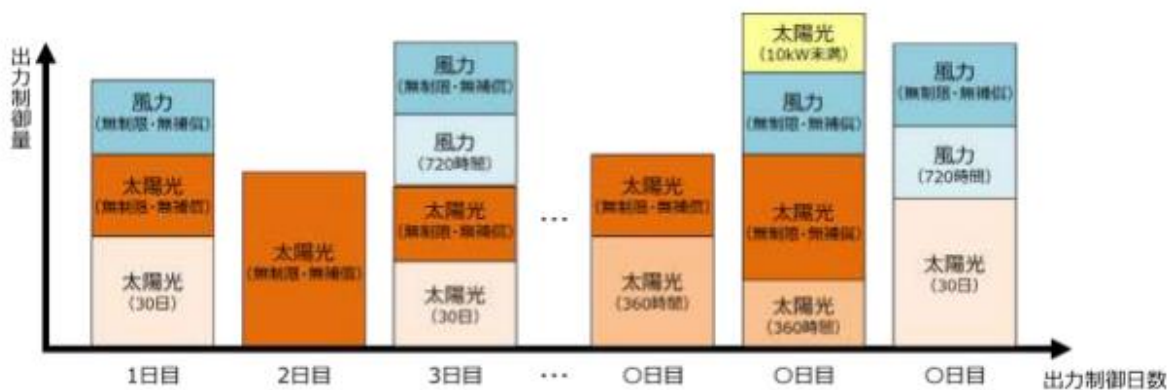 出力制御量
風力
(無制限・無補償)
太陽光
(無制限・無補償)
太陽光
(30日)
太陽光
(無制限・無補償)
風力
(無制限・無補償)
風力
(720時間)
太陽光
(無制限・無補償)
太陽光
(30日)
…
太陽光
(無制限・無補償)
太陽光
(360時間)
太陽光
(10kW未満)
風力
(無制限・無補償)
太陽光
(無制限・無補償)
太陽光
(360時間)
風力
(無制限・無補償)
風力
(720時間)
太陽光
(30日)
1日目
2日目
3日目
…
〇日目
〇日目
〇日目
出力制御日数